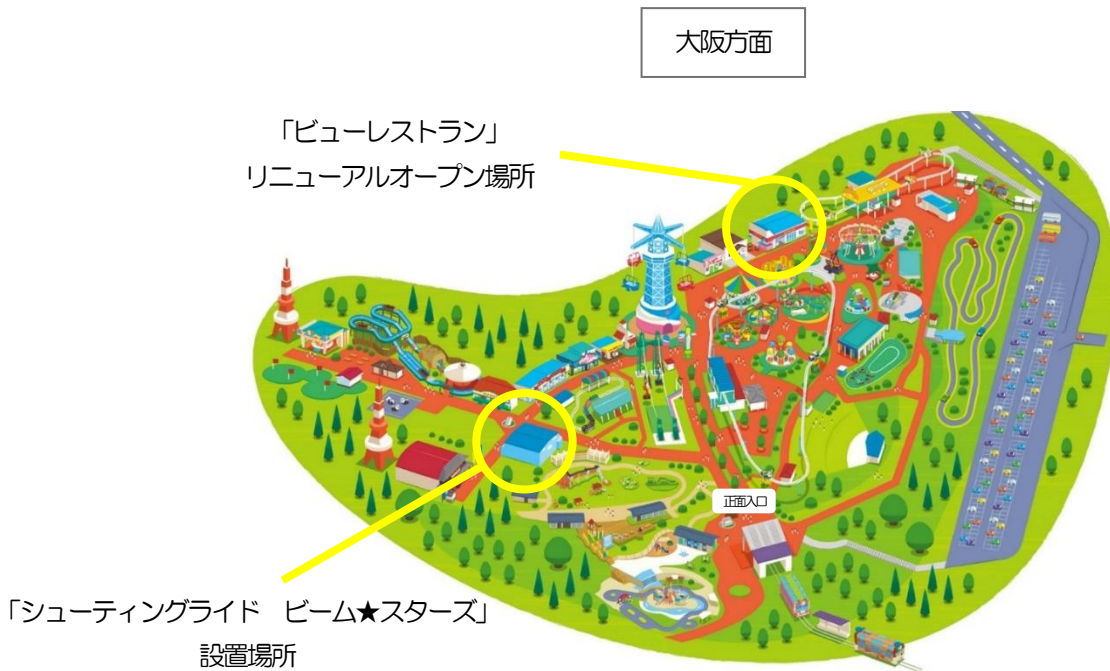 大阪方面
「ビューレストラン」
リニューアルオープン場所
正面入口
「シューティングライド　ビーム★スターズ」
設置場所